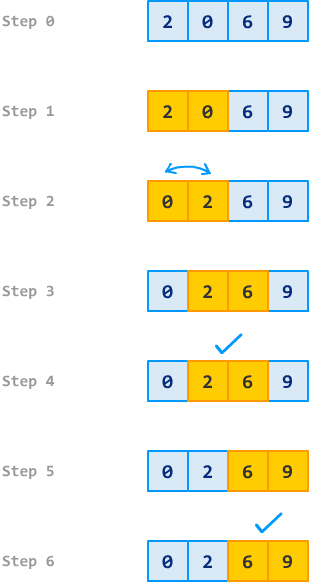 Step 0 2 0 6 9
Step 1 2 0 6 9
Step 2 0 2 6 9
Step 3 0 2 6 9
Step 4 0 2 6 9
Step 5 0 2 6 9
Step 6 0 2 6 9